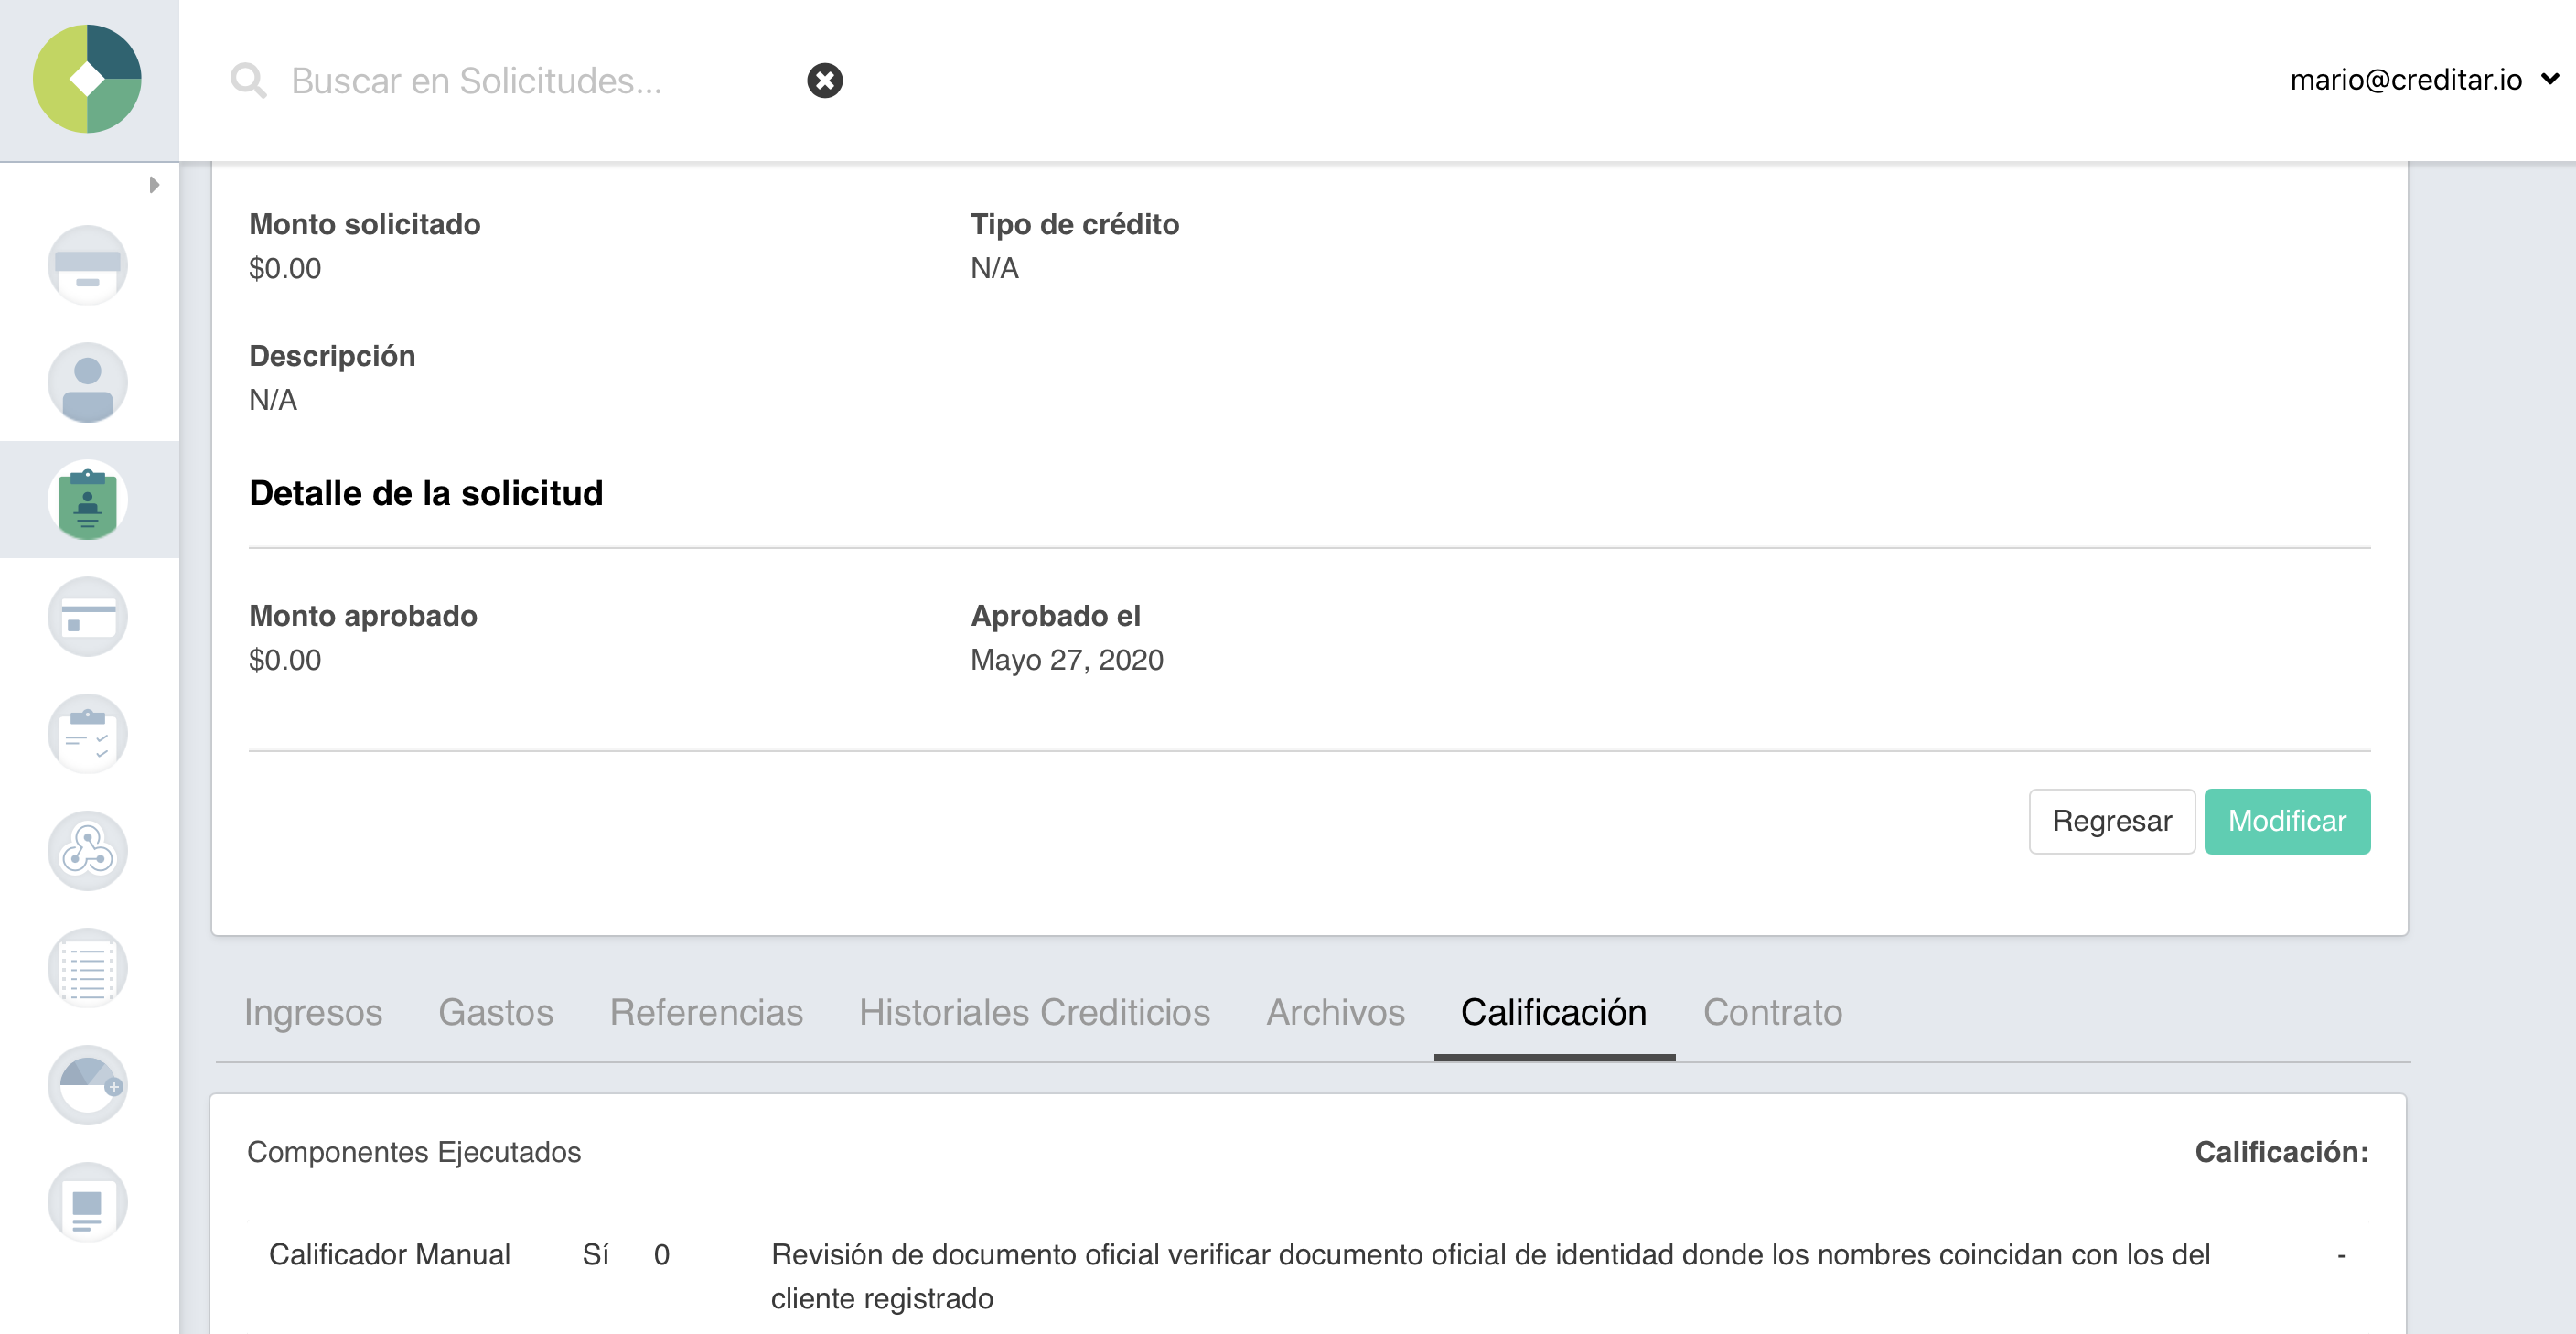 Buscar en Solicitudes...
mario@creditar.io
Monto solicitado
Tipo de crédito
$0.00
N/A
Descripción
N/A
Detalle de la solicitud
Monto aprobado
Aprobado el
$0.00
Mayo 27, 2020
Regresar
Modificar
Ingresos
Gastos
Referencias
Historiales Crediticios
Archivos
Calificación
Contrato
Componentes Ejecutados
Calificación:
Calificador Manual
Sí
0
Revisión de documento oficial verificar documento oficial de identidad donde los nombres coincidan con los del
cliente registrado
-